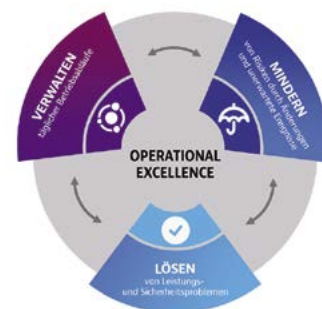 VERWALTEN
täglicher Betriebsabläufe
MINDERN
von Risiken durch Änderungen
und unerwartete Ereignisse
OPERATIONAL
EXCELLENCE
LÖSEN
von Leistungs-
und Sicherheitsproblemen